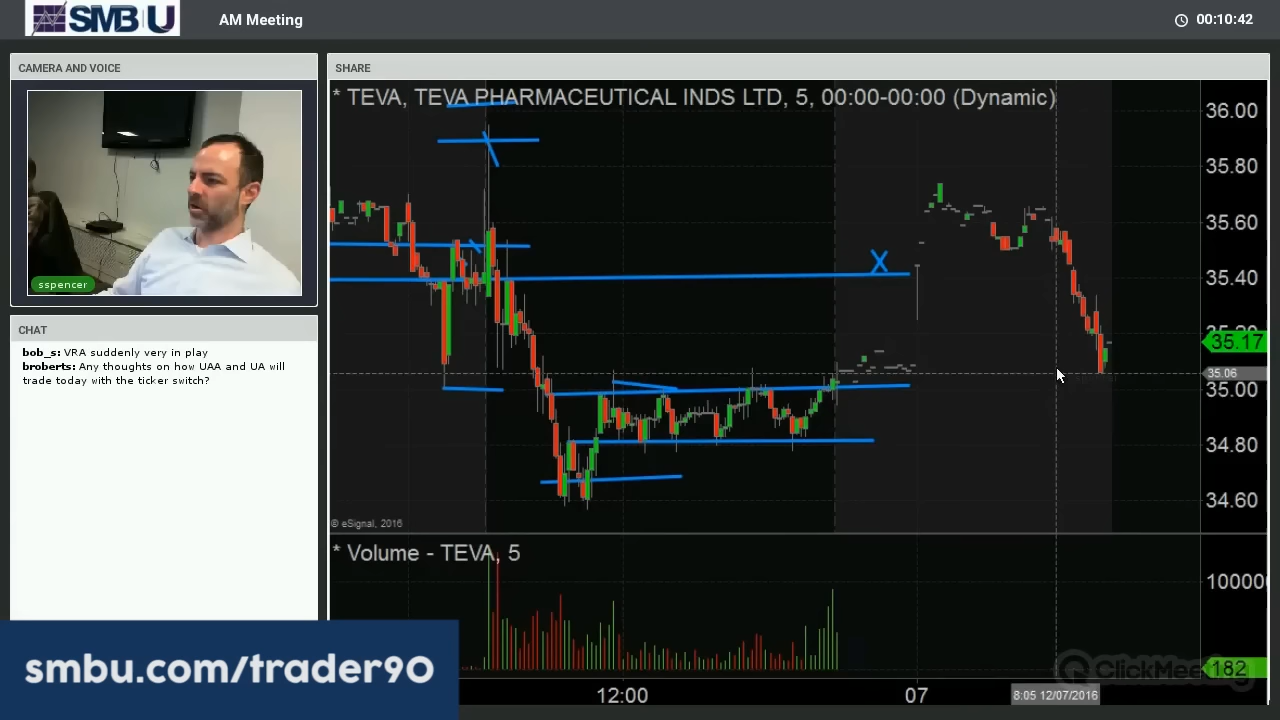 SMB U
AM Meeting
00:10:42
CAMERA AND VOICE
sspencer
CHAT
bob_s: VRA suddenly very in play
broberts: Any thoughts on how UAA and UA will
trade today with the ticker switch?
SHARE
* TEVA, TEVA PHARMACEUTICAL INDS LTD, 5, 00:00-00:00 (Dynamic)
X
36.00
35.80
35.60
35.40
35.20
35.17
35.06
35.00
34.80
34.60
© eSignal, 2016
* Volume - TEVA, 5
10000
182
ClickMeeting
12:00
07
8:05 12/07/2016
smbu.com/trader90